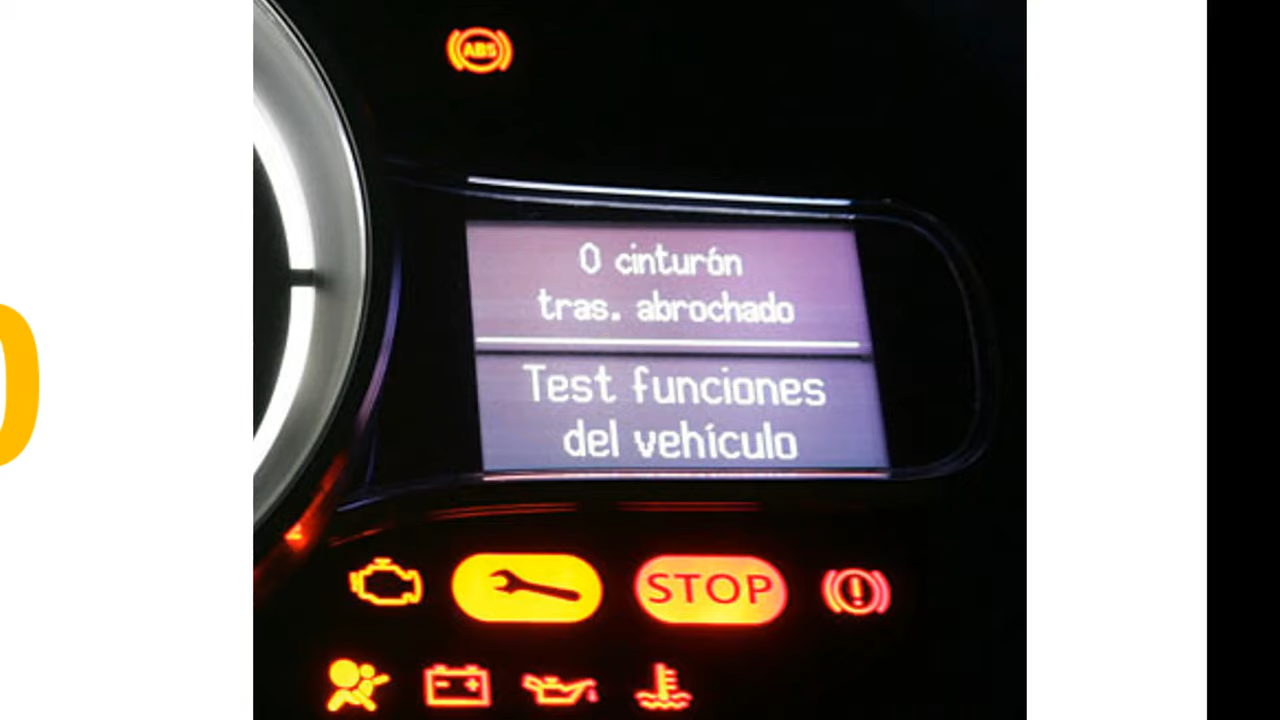 ABS
0 cinturón
tras. abrochado
Test funciones
del vehículo
STOP